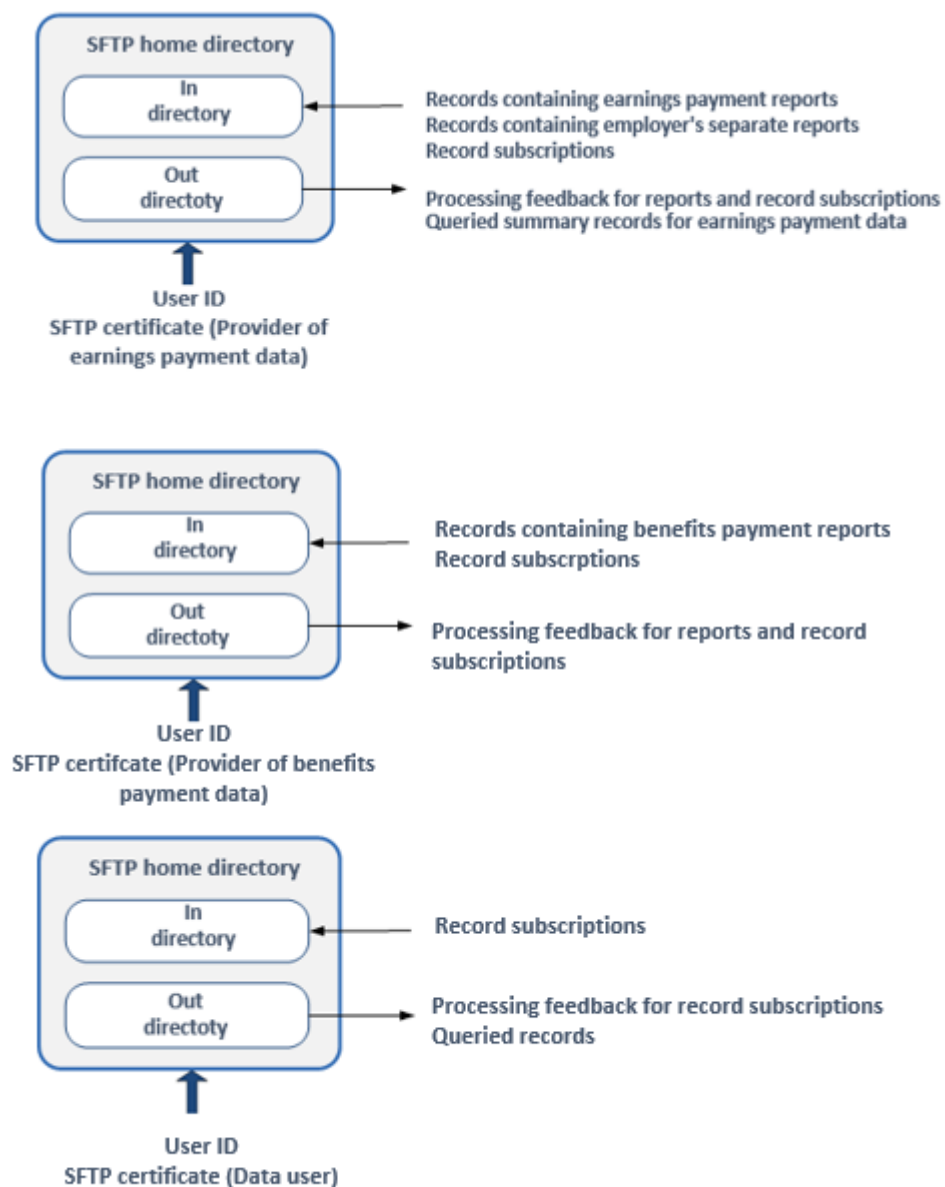 SFTP home directory
In
directory
Records containing earnings payment reports
Records containing employer's separate reports
Record subscriptions
Out
directoty
Processing feedback for reports and record subscriptions
Queried summary records for earnings payment data
User ID
SFTP certificate (Provider of
earnings payment data)
SFTP home directory
In
directory
Records containing benefits payment reports
Record subscrptions
Out
directoty
Processing feedback for reports and record
subscriptions
User ID
SFTP certifcate (Provider of benefits
payment data)
SFTP home directory
In
directory
Record subscriptions
Out
directoty
Processing feedback for record subscriptions
Queried records
User ID
SFTP certificate (Data user)